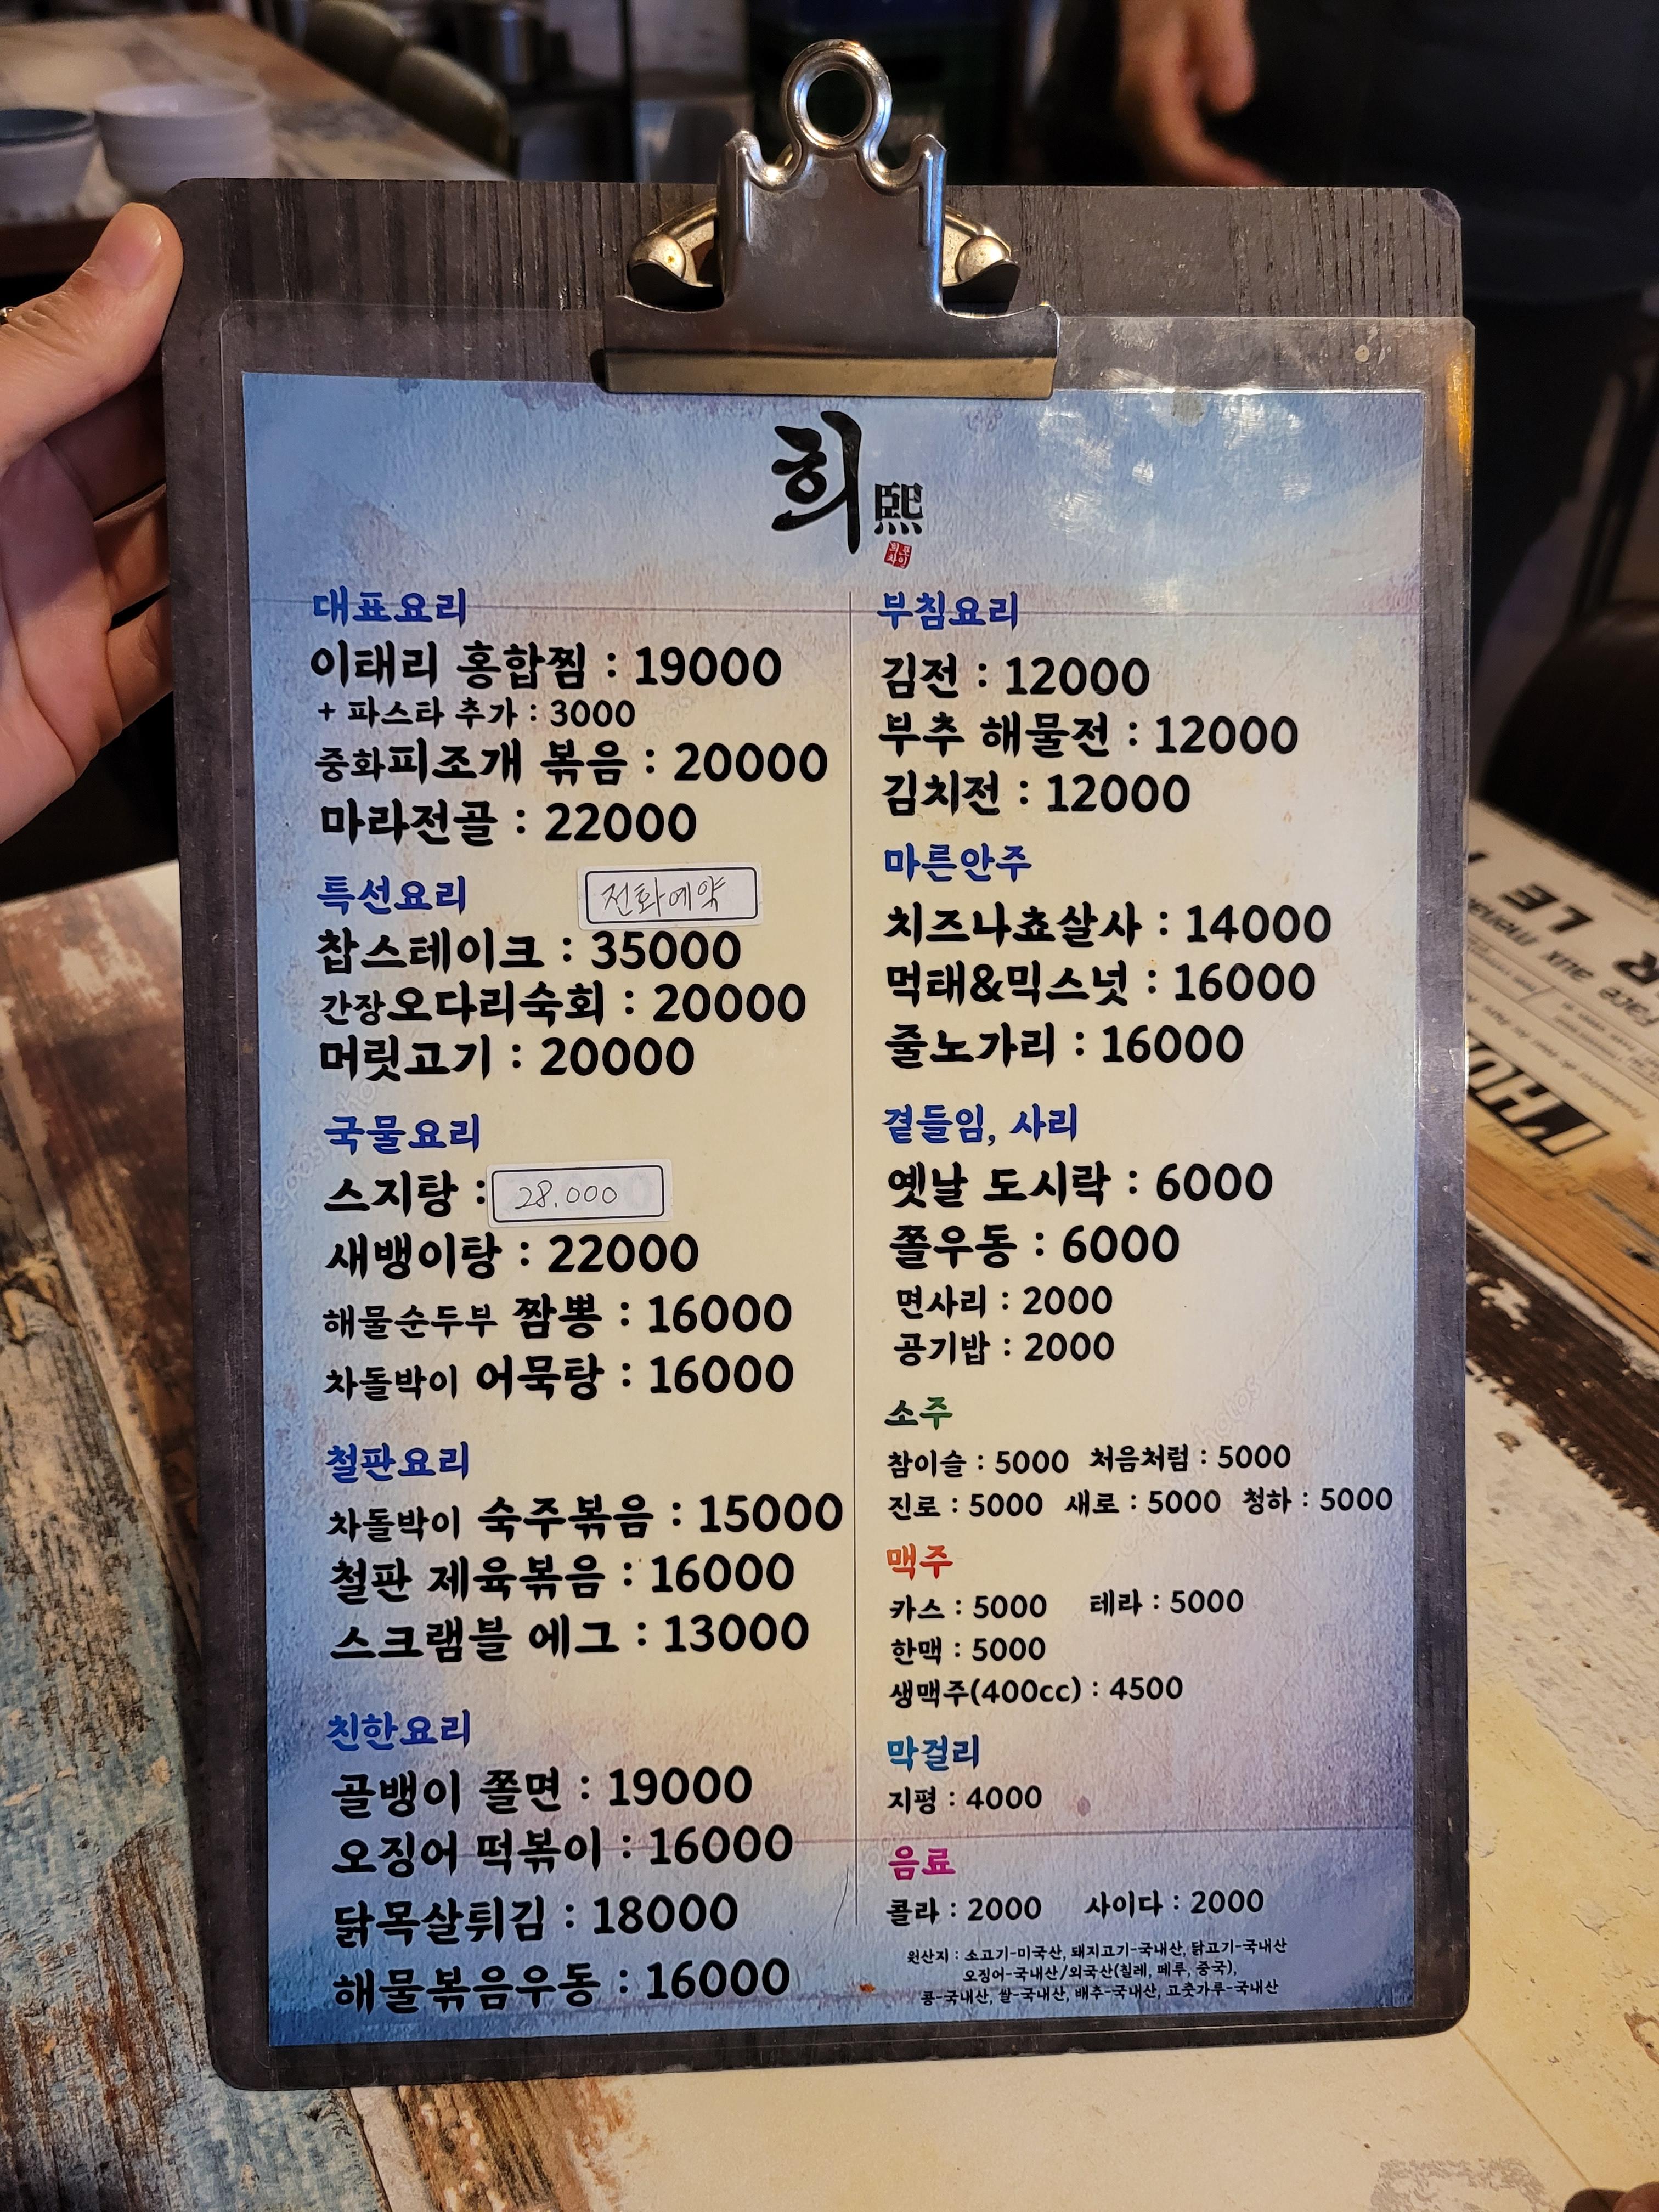 희 熙
대표요리
이태리 홍합찜 : 19000
+ 파스타 추가 : 3000
중화피조개 볶음 : 20000
마라전골 : 22000
특선요리 전화예약
찹스테이크 : 35000
간장오다리숙회 : 20000
머릿고기 : 20000
국물요리
스지탕 : 28.000
새뱅이탕 : 22000
해물순두부 짬뽕 : 16000
차돌박이 어묵탕 : 16000
철판요리
차돌박이 숙주볶음 : 15000
철판 제육볶음 : 16000
스크램블 에그 : 13000
친한요리
골뱅이 쫄면 : 19000
오징어 떡볶이 : 16000
닭목살튀김 : 18000
해물볶음우동 : 16000
부침요리
김전 : 12000
부추 해물전 : 12000
김치전 : 12000
마른안주
치즈나쵸살사 : 14000
먹태&믹스넛 : 16000
줄노가리 : 16000
곁들임, 사리
옛날 도시락 : 6000
쫄우동 : 6000
면사리 : 2000
공기밥 : 2000
소주
참이슬 : 5000 처음처럼 : 5000
진로 : 5000 새로 : 5000 청하 : 5000
맥주
카스 : 5000 테라 : 5000
한맥 : 5000
생맥주(400cc) : 4500
막걸리
지평 : 4000
음료
콜라 : 2000 사이다 : 2000
원산지 : 소고기-미국산, 돼지고기-국내산, 닭고기-국내산
오징어-국내산/외국산(칠레, 페루, 중국),
콩-국내산, 쌀-국내산, 배추-국내산, 고춧가루-국내산